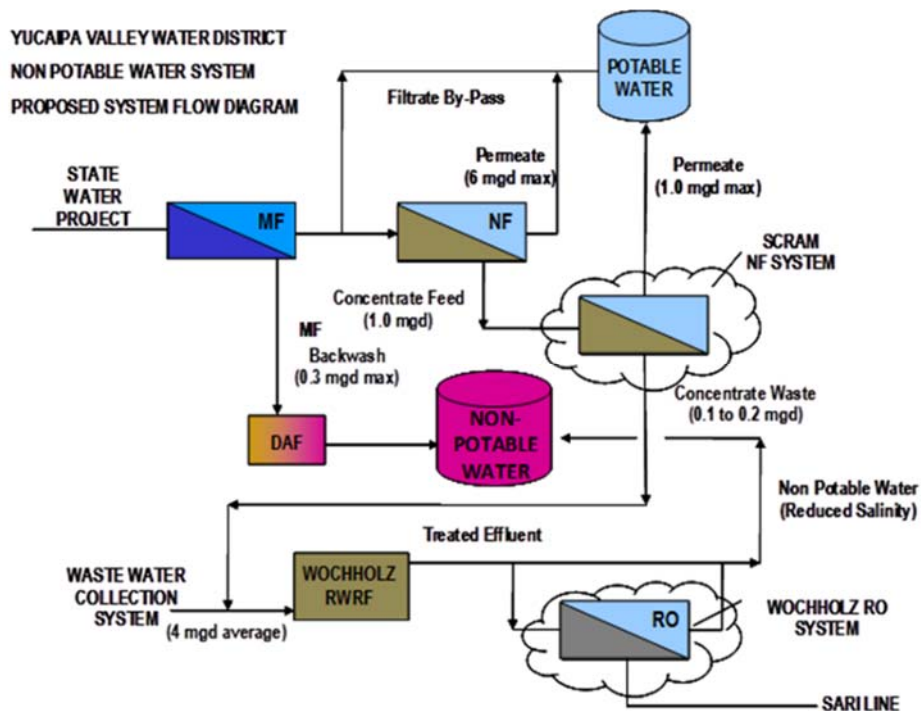 YUCAIPA VALLEY WATER DISTRICT
NON POTABLE WATER SYSTEM
PROPOSED SYSTEM FLOW DIAGRAM
POTABLE
WATER
Filtrate By-Pass
Permeate
(6 mgd max)
Permeate
(1.0 mgd max)
STATE
WATER
PROJECT
MF
NF
SCRAM
NF SYSTEM
Concentrate Feed
(1.0 mgd)
MF
Backwash
(0.3 mgd max)
Concentrate Waste
(0.1 to 0.2 mgd)
DAF
NON-
POTABLE
WATER
Non Potable Water
(Reduced Salinity)
Treated Effluent
WASTE WATER
COLLECTION
SYSTEM
(4 mgd average)
WOCHHOLZ
RWRF
RO
WOCHHOLZ RO
SYSTEM
SARI LINE